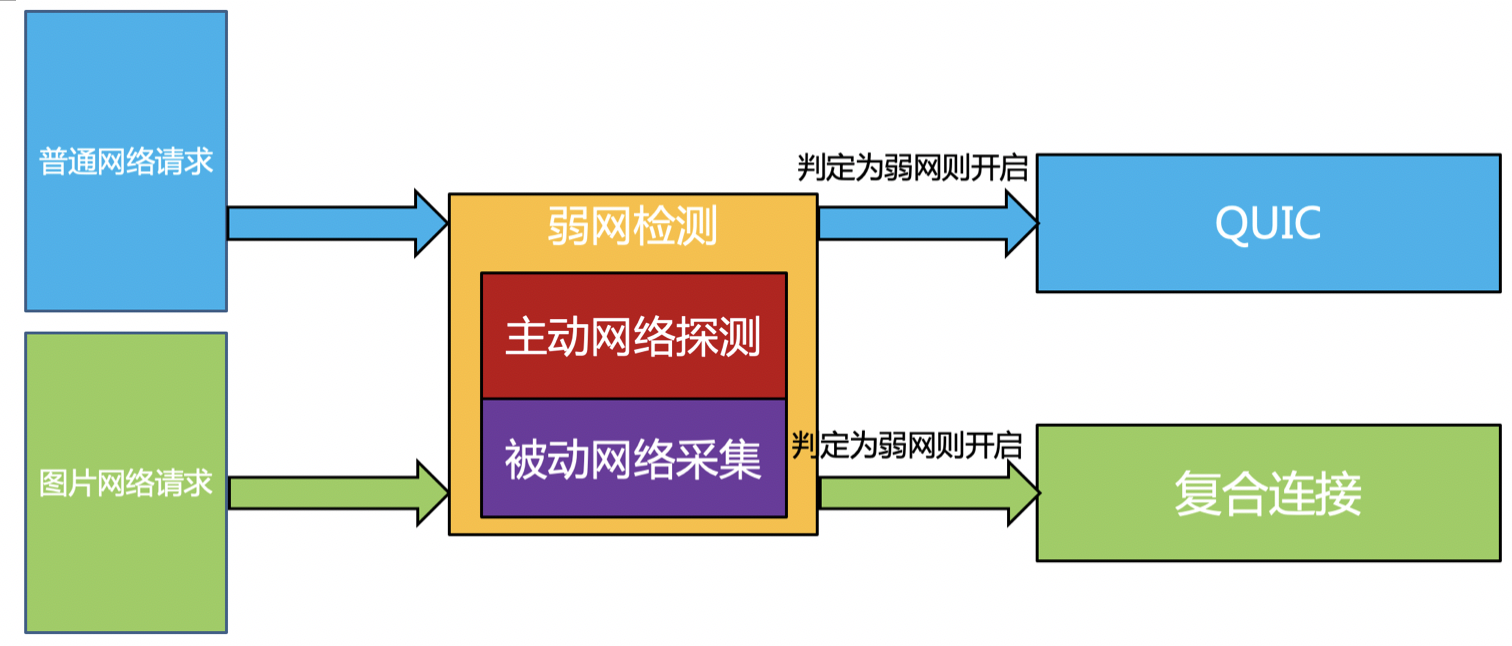 普通网络请求
判定为弱网则开启
弱网检测
QUIC
主动网络探测
被动网络采集
判定为弱网则开启
图片网络请求
复合连接